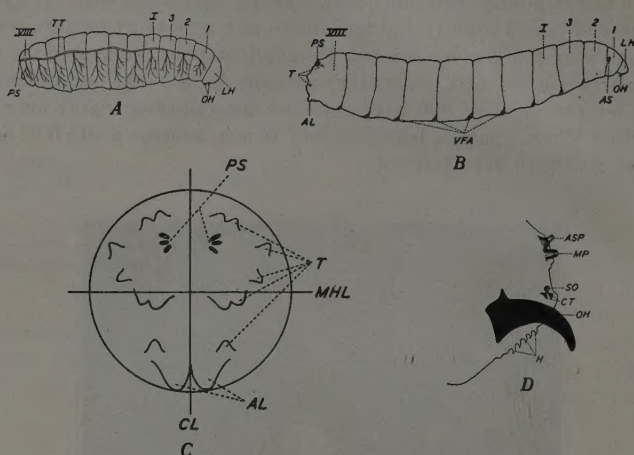 VIII TT I 3 2 1
PS OH LH
A
PS VIII I 3 2 1 LH
T
AL VFA AS OH
B
PS
T
MHL
AL
CL
C
ASP
MP
SO
CT
OH
H
D